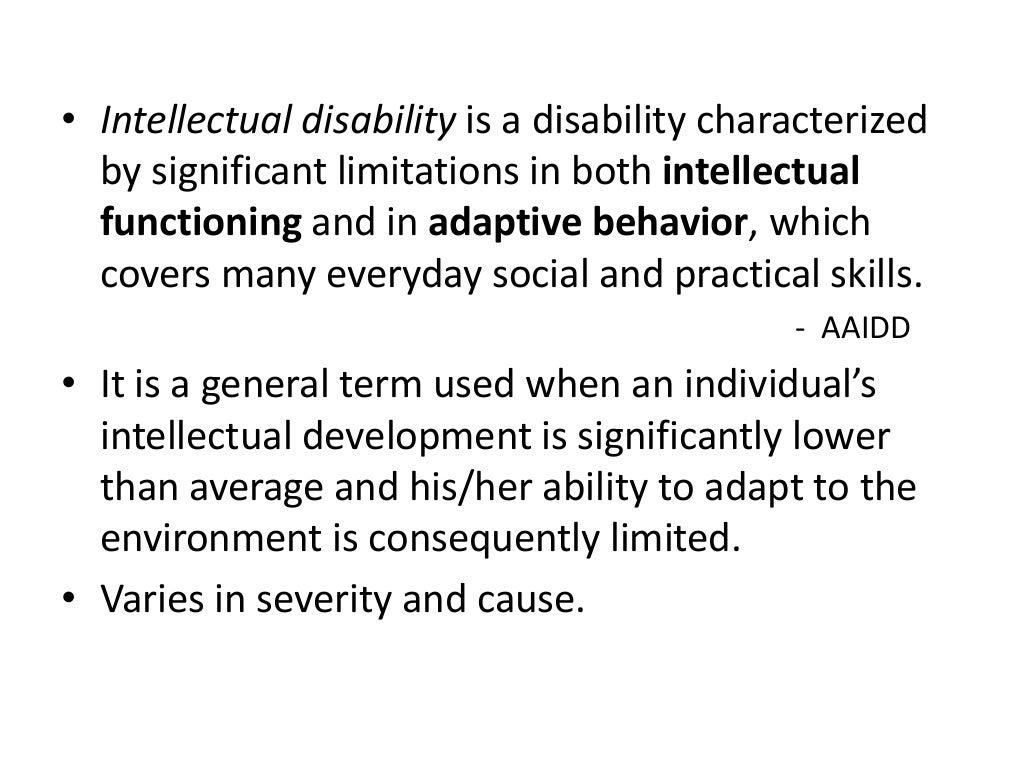 • Intellectual disability is a disability characterized
by significant limitations in both intellectual
functioning and in adaptive behavior, which
covers many everyday social and practical skills.
- AAIDD
• It is a general term used when an individual’s
intellectual development is significantly lower
than average and his/her ability to adapt to the
environment is consequently limited.
• Varies in severity and cause.